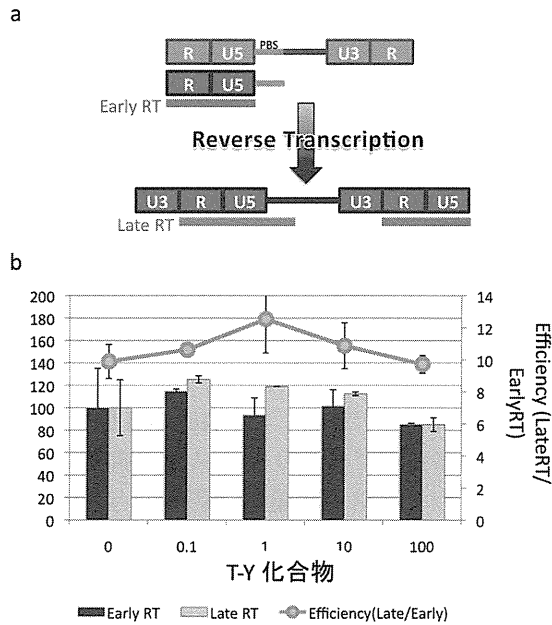 a
R U5 PBS U3 R
R U5
Early RT
Reverse Transcription
U3 R U5 U3 R U5
Late RT
b
200 14
180 12
160
140 10
120 8
100
80 6
60 4
40
20 2
0 0
0 0.1 1 10 100
T-Y 化合物
Efficiency (LateRT/
EarlyRT)
Early RT Late RT Efficiency(Late/Early)